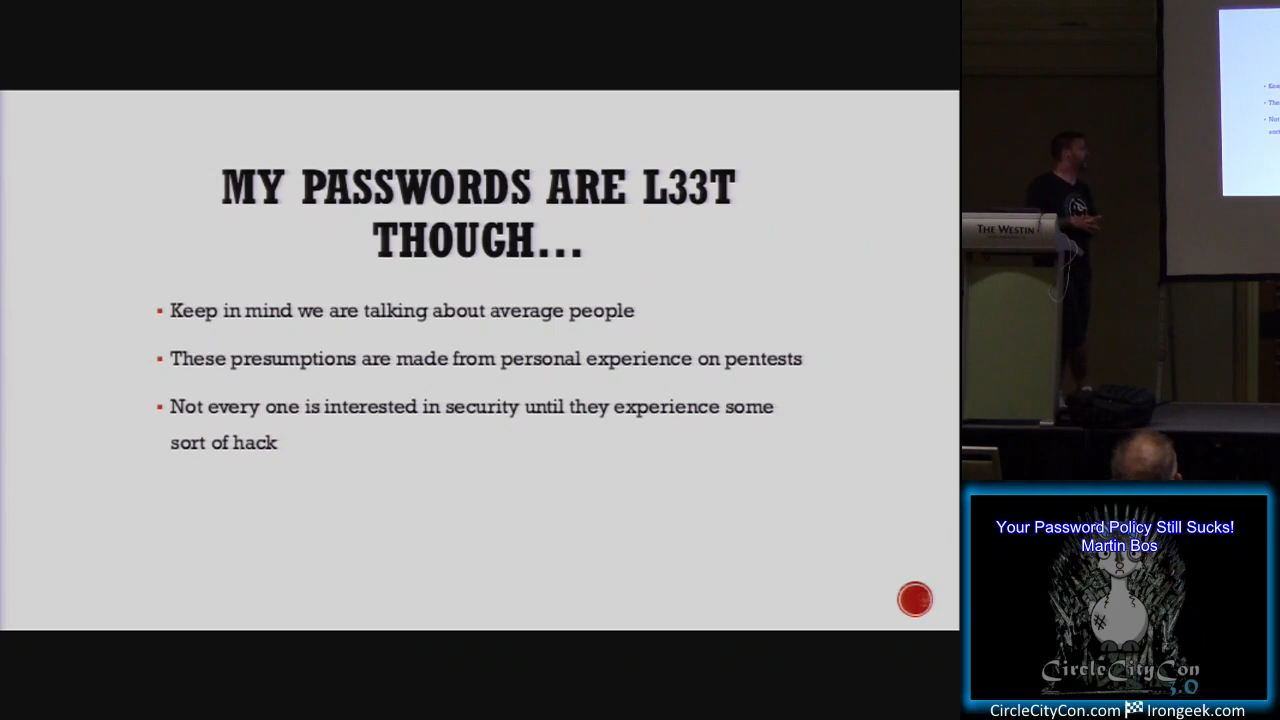 MY PASSWORDS ARE L33T
THOUGH...
▪ Keep in mind we are talking about average people
▪ These presumptions are made from personal experience on pentests
▪ Not every one is interested in security until they experience some
sort of hack
THE WESTIN
Your Password Policy Still Sucks!
Martin Bos
CircleCityCon
3.0
CircleCityCon.com Irongeek.com